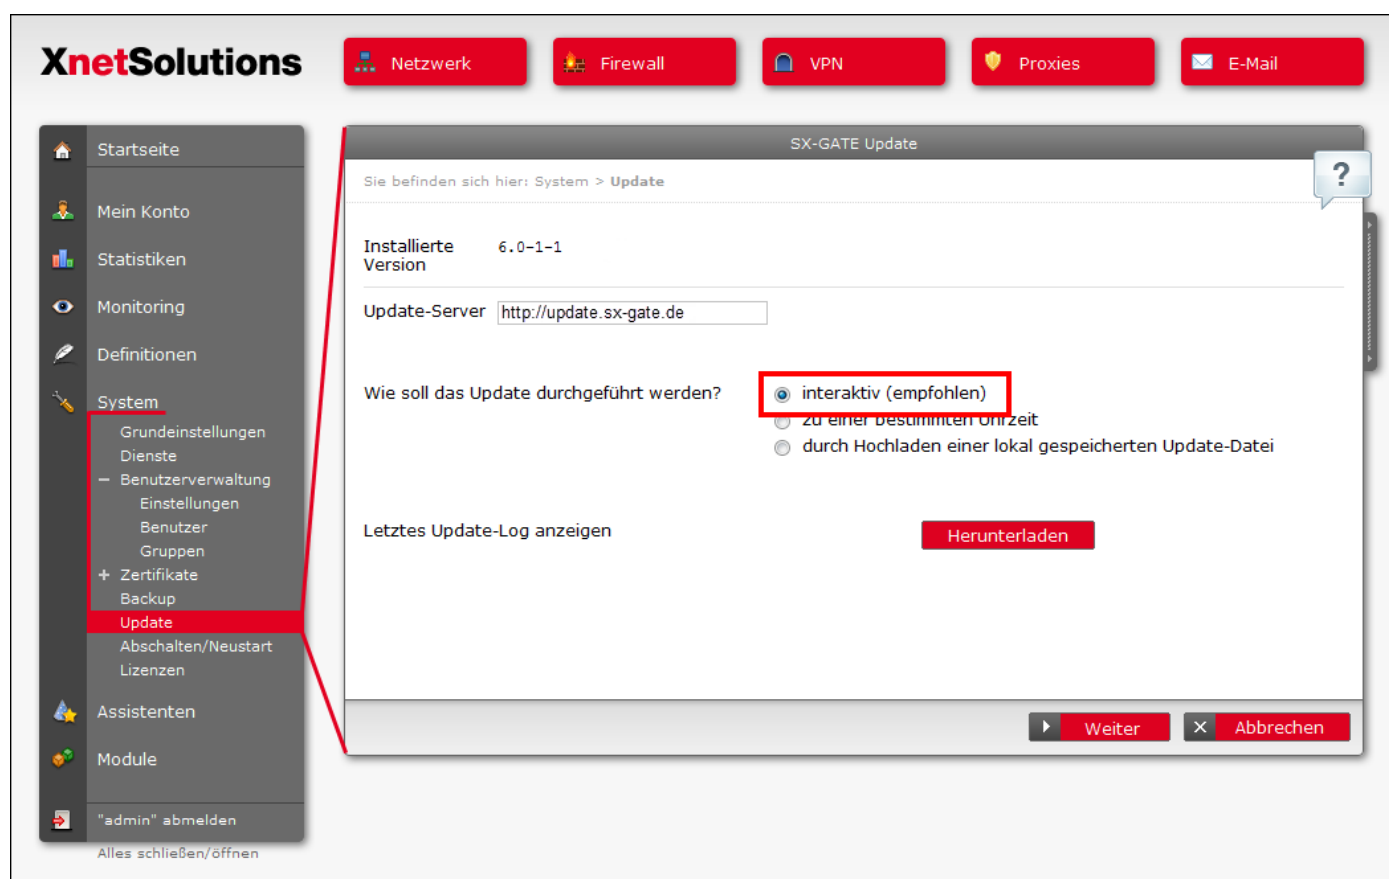 XnetSolutions
Netzwerk
Firewall
VPN
Proxies
E-Mail
Startseite
Mein Konto
Statistiken
Monitoring
Definitionen
System
Grundeinstellungen
Dienste
− Benutzerverwaltung
Einstellungen
Benutzer
Gruppen
+ Zertifikate
Backup
Update
Abschalten/Neustart
Lizenzen
Assistenten
Module
"admin" abmelden
Alles schließen/öffnen
SX-GATE Update
?
Sie befinden sich hier: System > Update
Installierte 6.0-1-1
Version
Update-Server http://update.sx-gate.de
Wie soll das Update durchgeführt werden? interaktiv (empfohlen)
zu einer bestimmten Uhrzeit
durch Hochladen einer lokal gespeicherten Update-Datei
Letztes Update-Log anzeigen Herunterladen
Weiter
Abbrechen